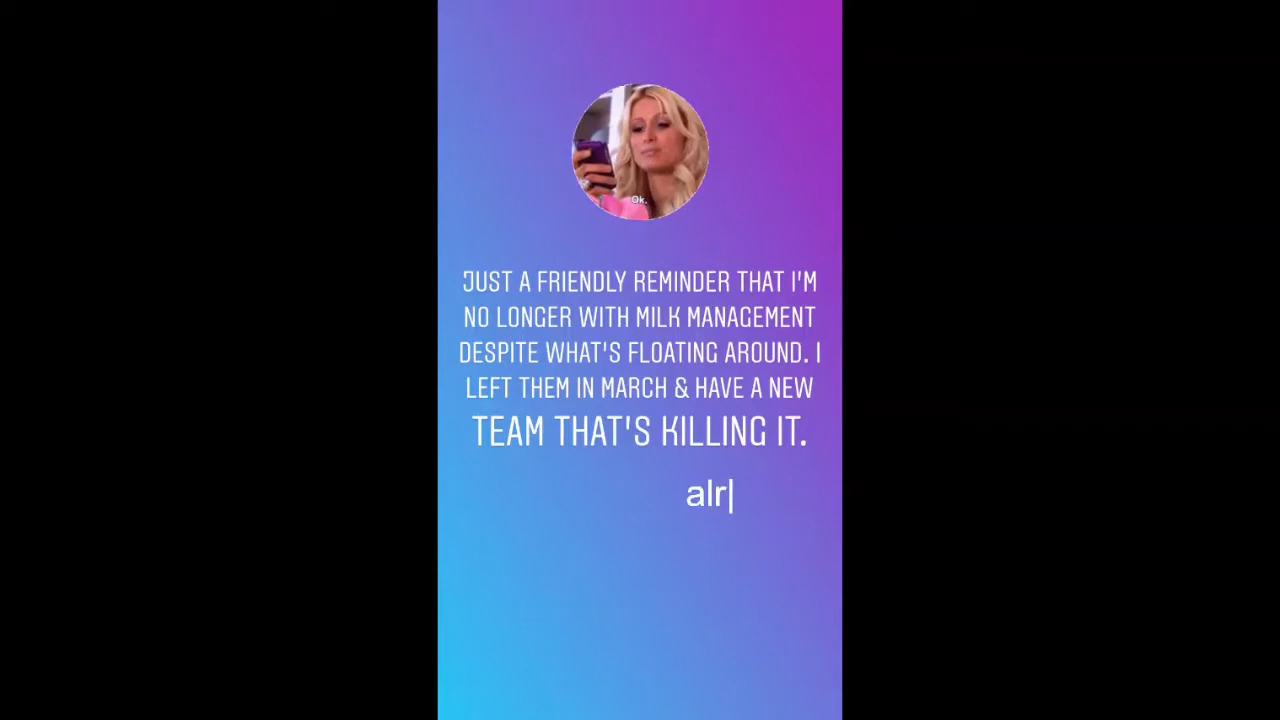 Ok.
JUST A FRIENDLY REMINDER THAT I'M
NO LONGER WITH MILK MANAGEMENT
DESPITE WHAT'S FLOATING AROUND. I
LEFT THEM IN MARCH & HAVE A NEW
TEAM THAT'S KILLING IT.
alr|